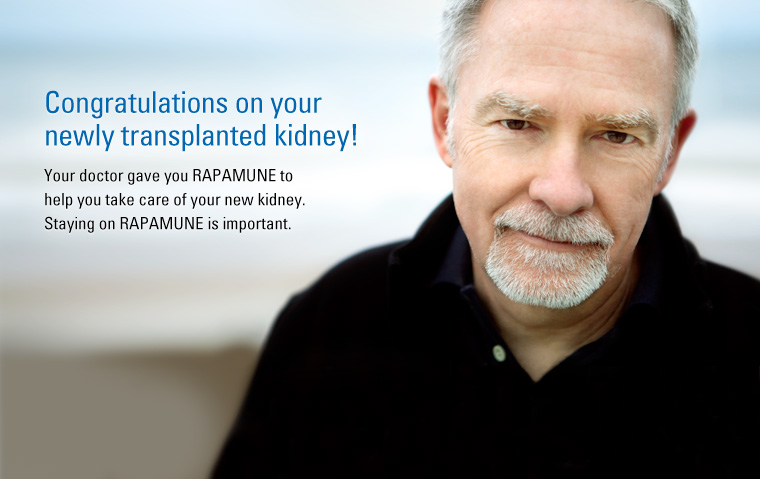 Congratulations on your
newly transplanted kidney!
Your doctor gave you RAPAMUNE to
help you take care of your new kidney.
Staying on RAPAMUNE is important.